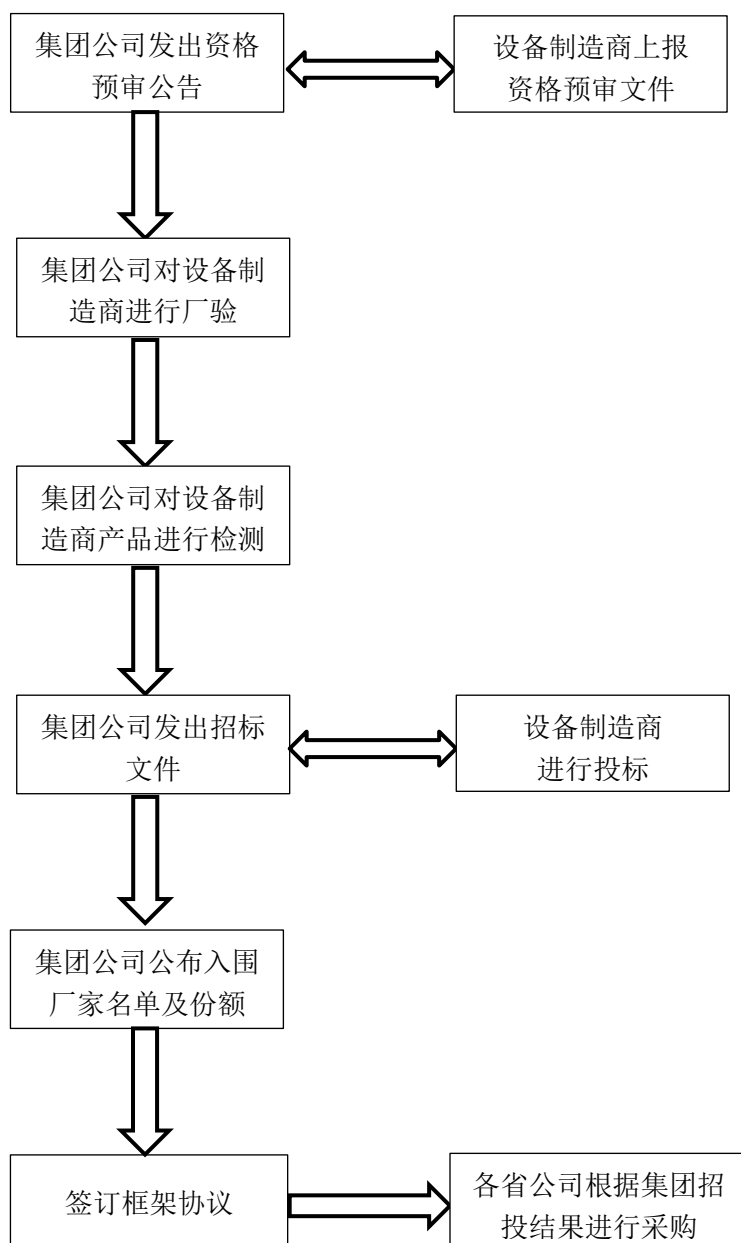 集团公司发出资格
预审公告
设备制造商上报
资格预审文件
集团公司对设备制
造商进行厂验
集团公司对设备制
造商产品进行检测
集团公司发出招标
文件
设备制造商
进行投标
集团公司公布入围
厂家名单及份额
签订框架协议
各省公司根据集团招
投结果进行采购